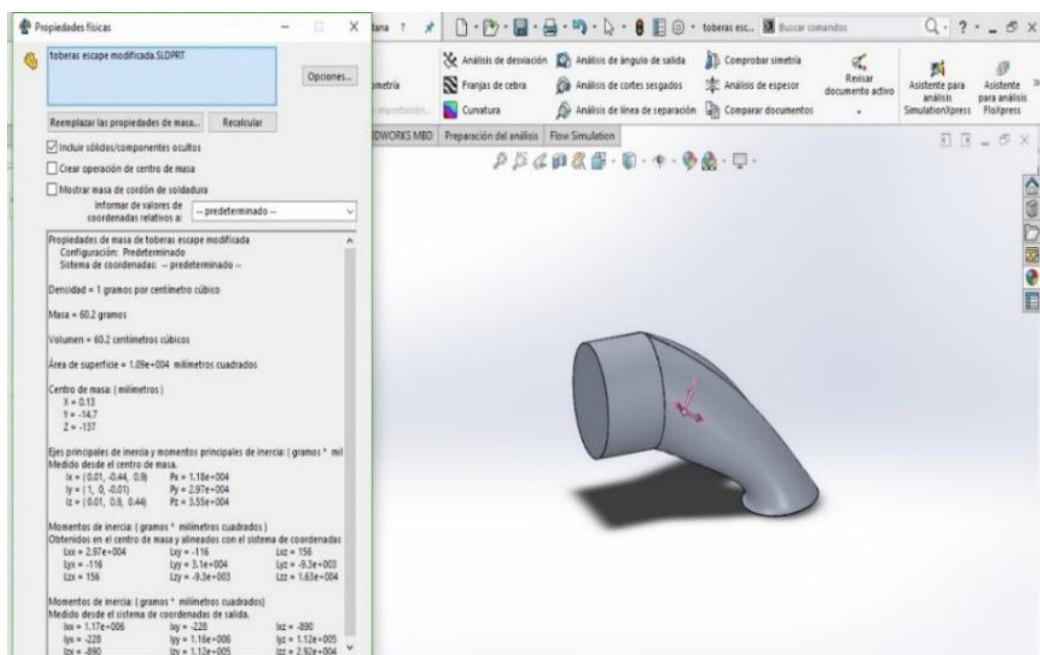 Propiedades físicas
toberas escape modificada.SLDPRT
Opciones...
Reemplazar las propiedades de masa...
Recalcular
Incluir sólidos/componentes ocultos
Crear operación de centro de masa
Mostrar masa de cordón de soldadura
Informar de valores de
coordenadas relativos a:
-- predeterminado --
Propiedades de masa de toberas escape modificada
Configuración: Predeterminado
Sistema de coordenadas: -- predeterminado --
Densidad = 1 gramos por centímetro cúbico
Masa = 60.2 gramos
Volumen = 60.2 centímetros cúbicos
Área de superficie = 1.09e+004 milímetros cuadrados
Centro de masa: ( milímetros )
X = 0.13
Y = -14.7
Z = -137
Ejes principales de inercia y momentos principales de inercia: ( gramos * mil
Medido desde el centro de masa.
Ix = ( 0.01, -0.44, 0.9) Px = 1.18e+004
Iy = ( 1, 0, -0.01) Py = 2.97e+004
Iz = ( 0.01, 0.9, 0.44) Pz = 3.55e+004
Momentos de inercia: ( gramos * milímetros cuadrados )
Obtenidos en el centro de masa y alineados con el sistema de coordenadas
Lxx = 2.97e+004 Lxy = -116 Lxz = 156
Lyx = -116 Lyy = 3.1e+004 Lyz = -9.3e+003
Lzx = 156 Lzy = -9.3e+003 Lzz = 1.63e+004
Momentos de inercia: ( gramos * milímetros cuadrados)
Medido desde el sistema de coordenadas de salida.
Ixx = 1.17e+006 Ixy = -228 Ixz = -890
Iyx = -228 Iyy = 1.16e+006 Iyz = 1.12e+005
Izx = -890 Izy = 1.12e+005 Izz = 2.92e+004
tana ?
toberas esc...
Buscar comandos
ometría
Análisis de desviación
Franjas de cebra
Curvatura
Análisis de ángulo de salida
Análisis de cortes sesgados
Análisis de línea de separación
Comprobar simetría
Análisis de espesor
Comparar documentos
Revisar
documento activo
Asistente para
análisis
SimulationXpress
Asistente
para análisis
FloXpress
IDWORKS MBD
Preparación del análisis
Flow Simulation